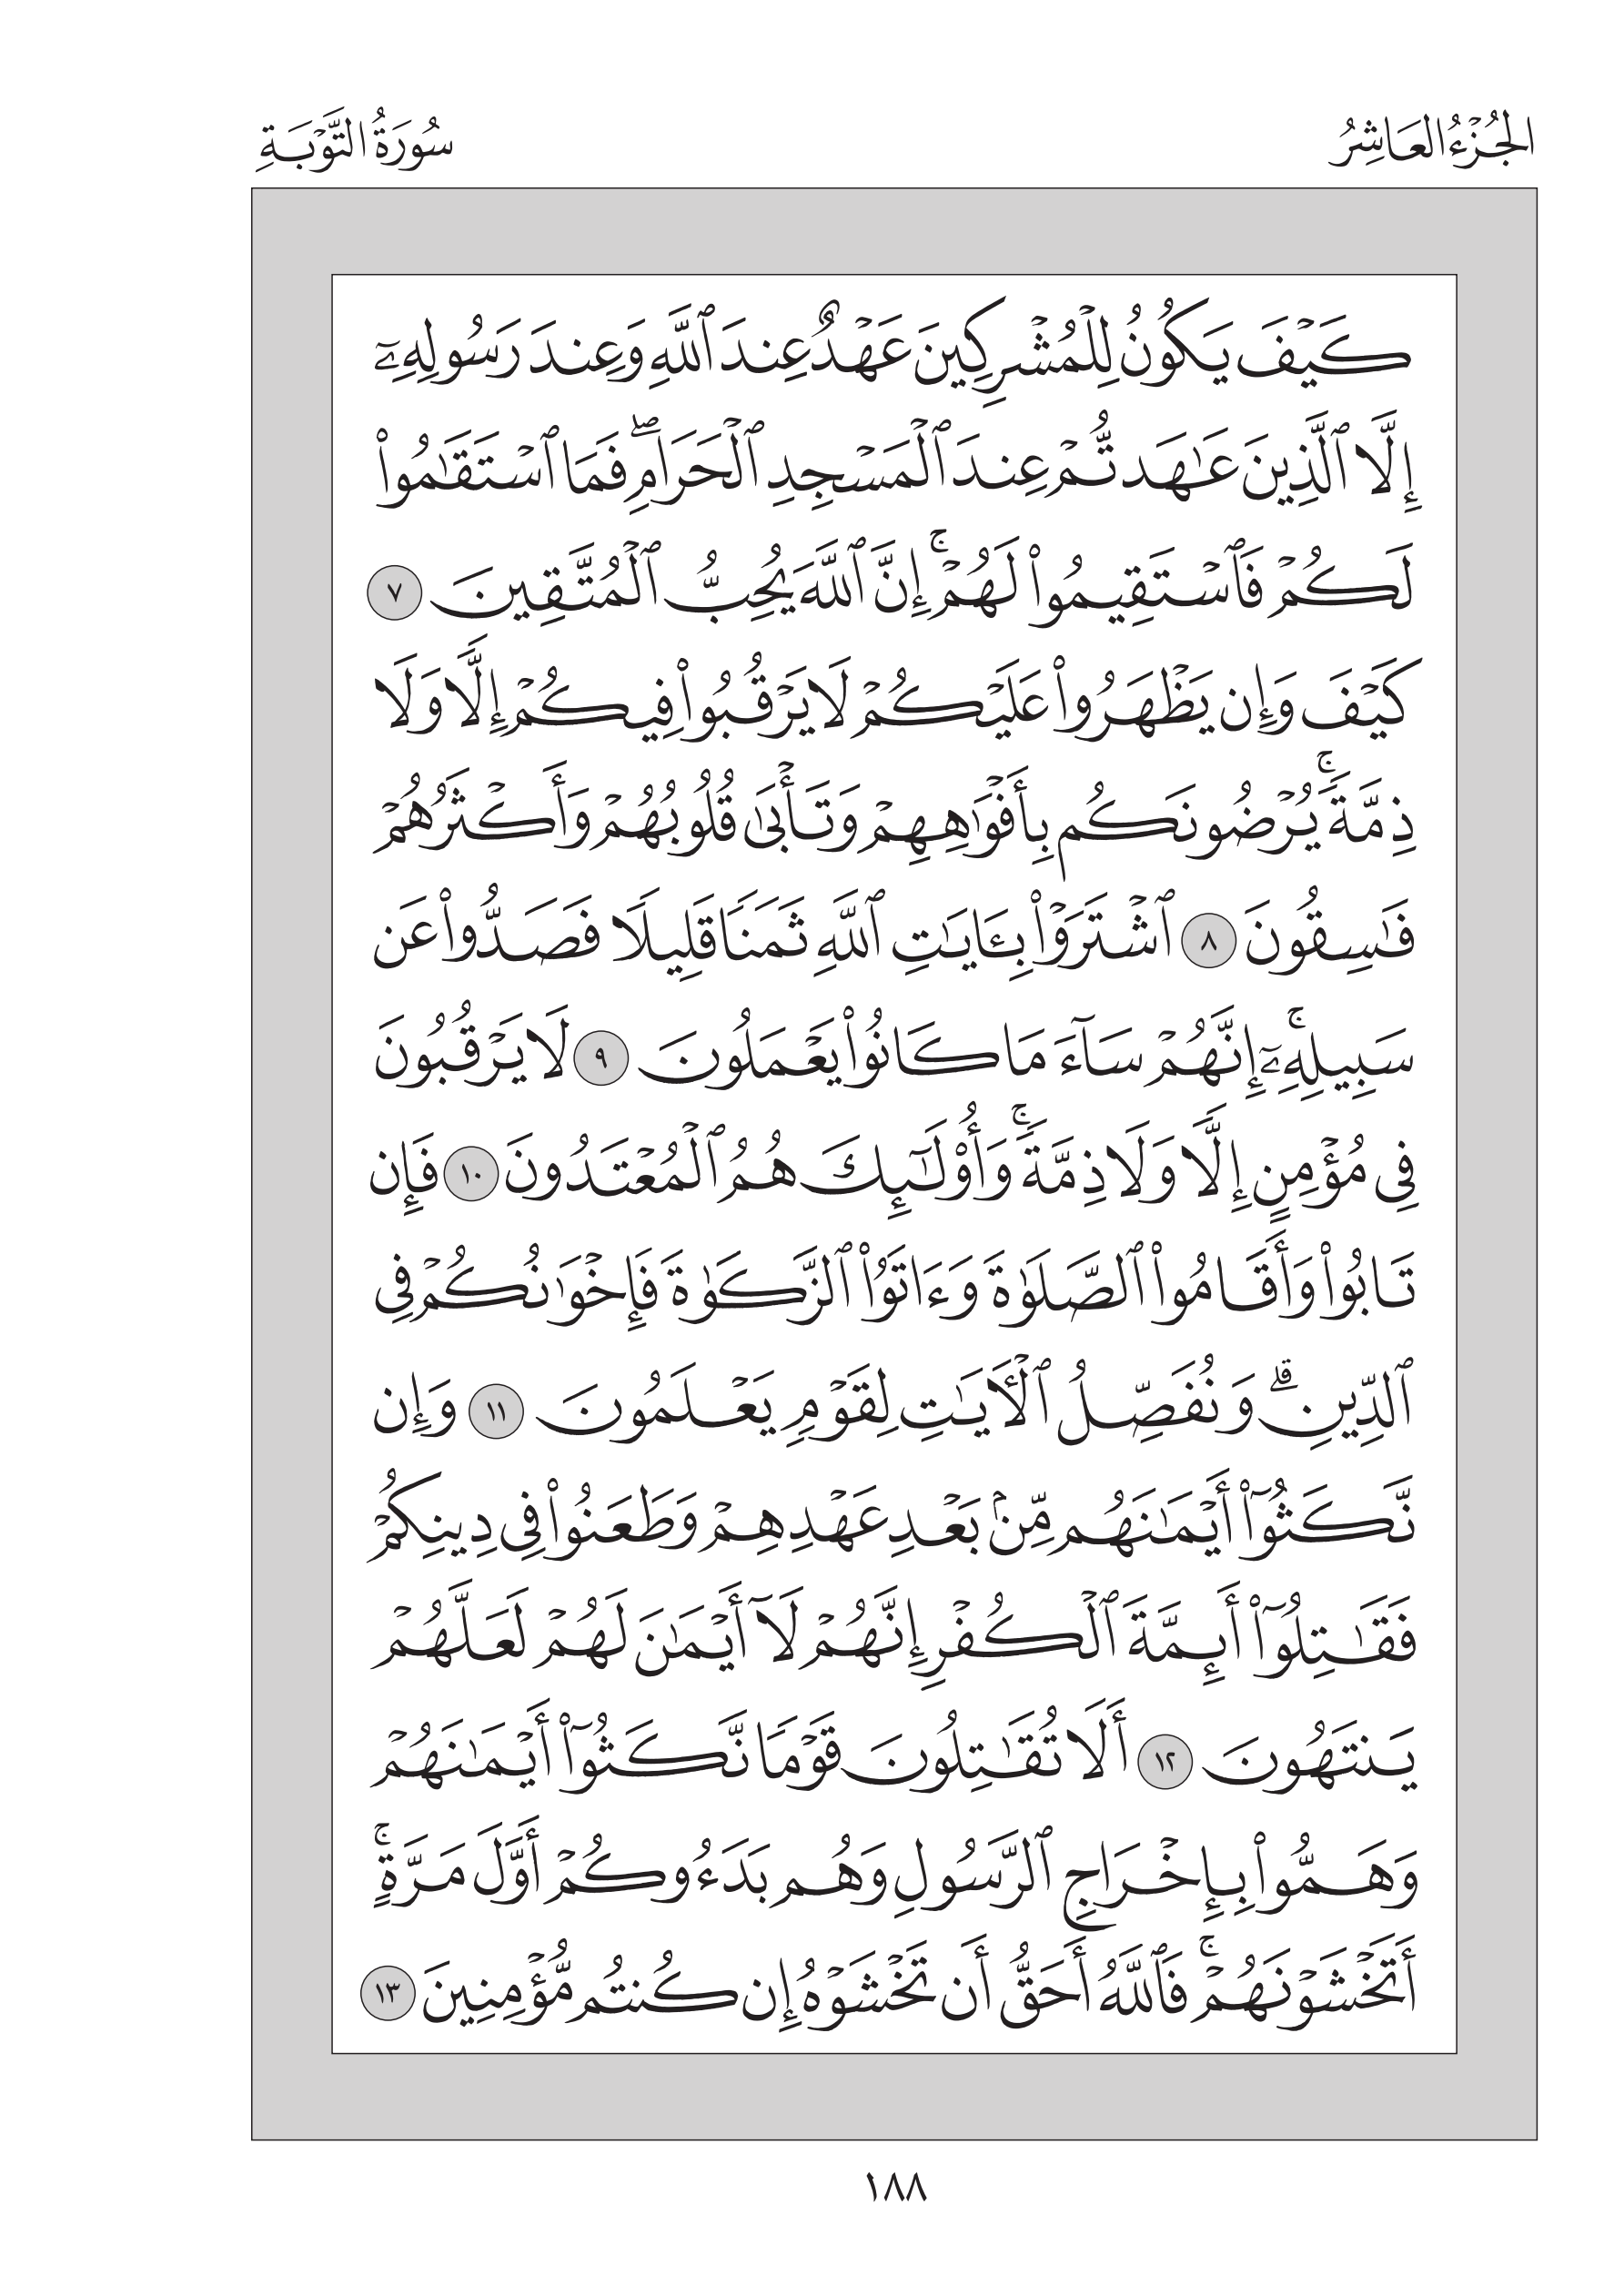 الجُزْءُ العَاشِرُ
سُورَةُ التَّوْبَةِ
كَيۡفَ يَكُونُ لِلۡمُشۡرِكِينَ عَهۡدٌ عِندَ ٱللَّهِ وَعِندَ رَسُولِهِۦٓ
إِلَّا ٱلَّذِينَ عَٰهَدتُّمۡ عِندَ ٱلۡمَسۡجِدِ ٱلۡحَرَامِۖ فَمَا ٱسۡتَقَٰمُواْ
لَكُمۡ فَٱسۡتَقِيمُواْ لَهُمۡۚ إِنَّ ٱللَّهَ يُحِبُّ ٱلۡمُتَّقِينَ ٧
كَيۡفَ وَإِن يَظۡهَرُواْ عَلَيۡكُمۡ لَا يَرۡقُبُواْ فِيكُمۡ إِلّٗا وَلَا
ذِمَّةٗۚ يُرۡضُونَكُم بِأَفۡوَٰهِهِمۡ وَتَأۡبَىٰ قُلُوبُهُمۡ وَأَكۡثَرُهُمۡ
فَٰسِقُونَ ٨ ٱشۡتَرَوۡاْ بِـَٔايَٰتِ ٱللَّهِ ثَمَنٗا قَلِيلٗا فَصَدُّواْ عَن
سَبِيلِهِۦٓۚ إِنَّهُمۡ سَآءَ مَا كَانُواْ يَعۡمَلُونَ ٩ لَا يَرۡقُبُونَ
فِي مُؤۡمِنٍ إِلّٗا وَلَا ذِمَّةٗۚ وَأُوْلَٰٓئِكَ هُمُ ٱلۡمُعۡتَدُونَ ١٠ فَإِن
تَابُواْ وَأَقَامُواْ ٱلصَّلَوٰةَ وَءَاتَوُاْ ٱلزَّكَوٰةَ فَإِخۡوَٰنُكُمۡ فِي
ٱلدِّينِۗ وَنُفَصِّلُ ٱلۡأٓيَٰتِ لِقَوۡمٖ يَعۡلَمُونَ ١١ وَإِن
نَّكَثُوٓاْ أَيۡمَٰنَهُم مِّنۢ بَعۡدِ عَهۡدِهِمۡ وَطَعَنُواْ فِي دِينِكُمۡ
فَقَٰتِلُوٓاْ أَئِمَّةَ ٱلۡكُفۡرِ إِنَّهُمۡ لَآ أَيۡمَٰنَ لَهُمۡ لَعَلَّهُمۡ
يَنتَهُونَ ١٢ أَلَا تُقَٰتِلُونَ قَوۡمٗا نَّكَثُوٓاْ أَيۡمَٰنَهُمۡ
وَهَمُّواْ بِإِخۡرَاجِ ٱلرَّسُولِ وَهُم بَدَءُوكُمۡ أَوَّلَ مَرَّةٍۚ
أَتَخۡشَوۡنَهُمۡۚ فَٱللَّهُ أَحَقُّ أَن تَخۡشَوۡهُ إِن كُنتُم مُّؤۡمِنِينَ ١٣
١٨٨